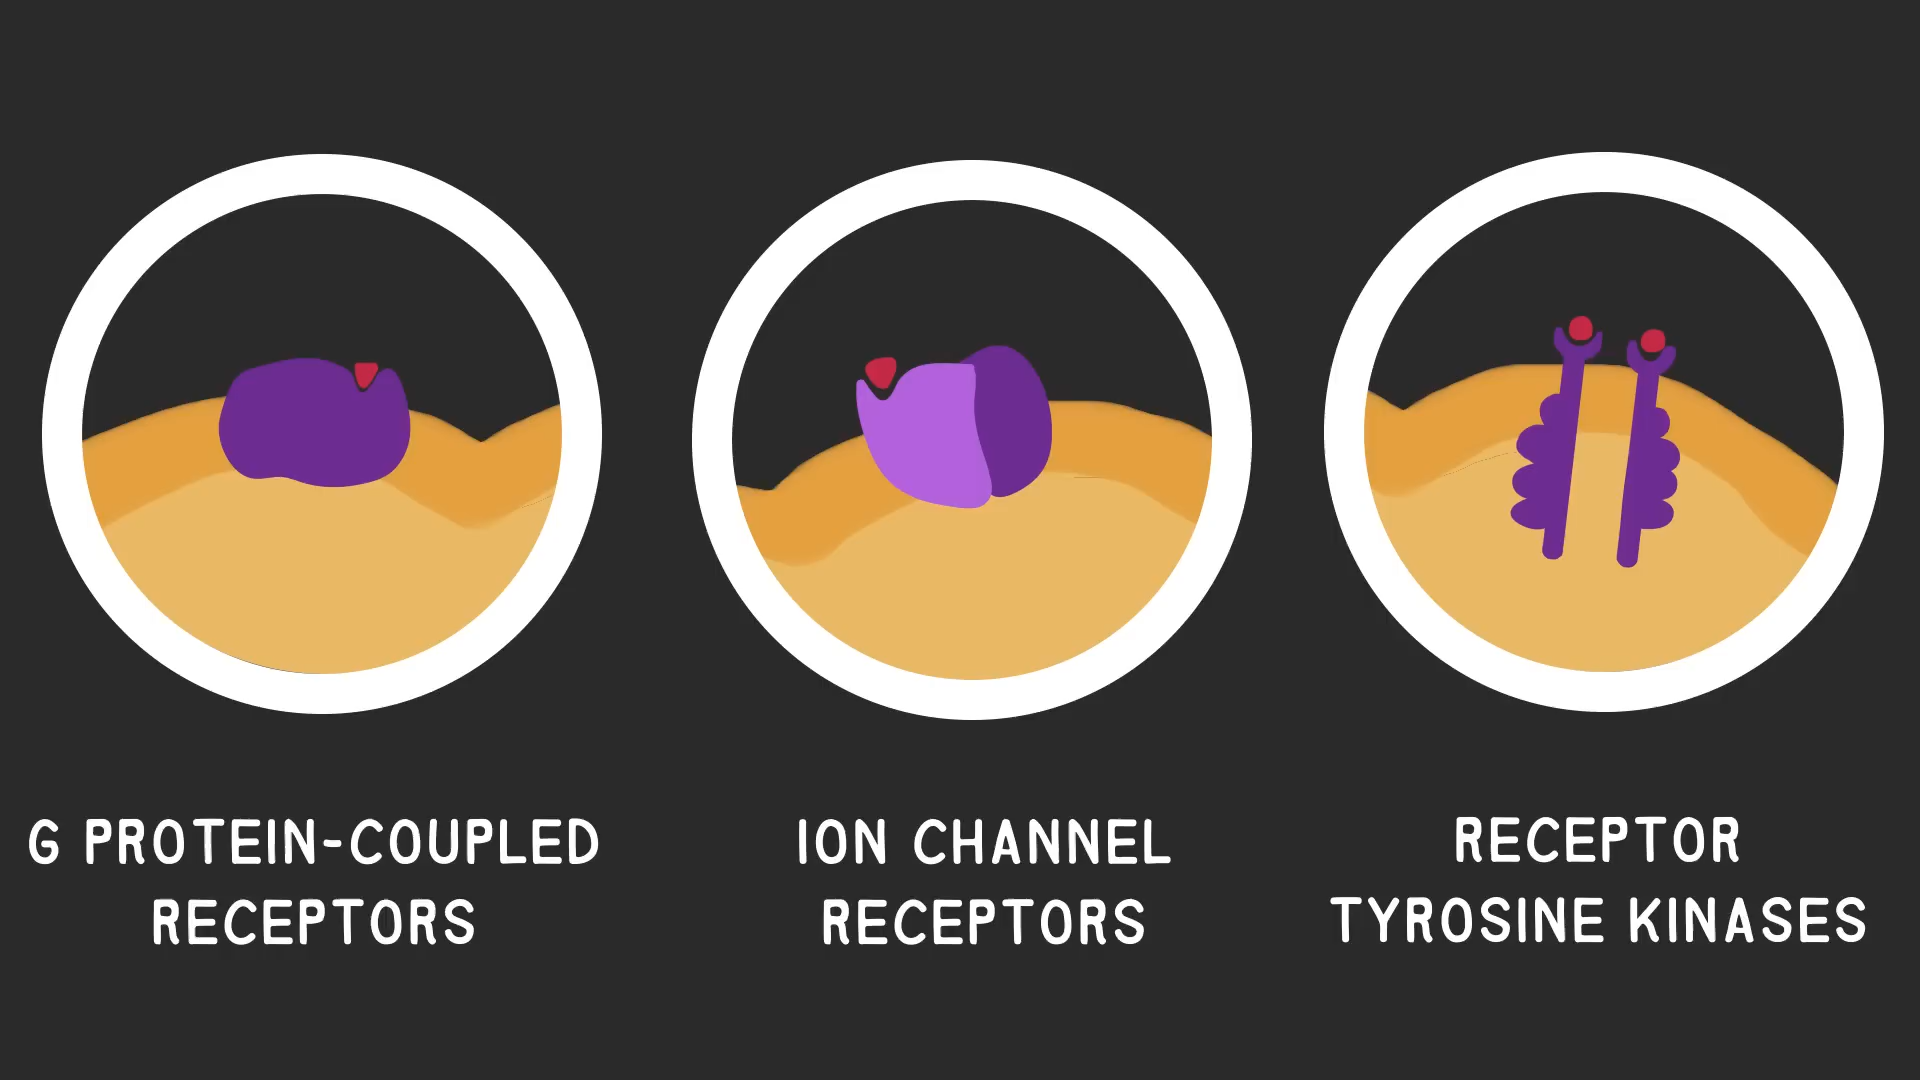 G PROTEIN-COUPLED
RECEPTORS
ION CHANNEL
RECEPTORS
RECEPTOR
TYROSINE KINASES